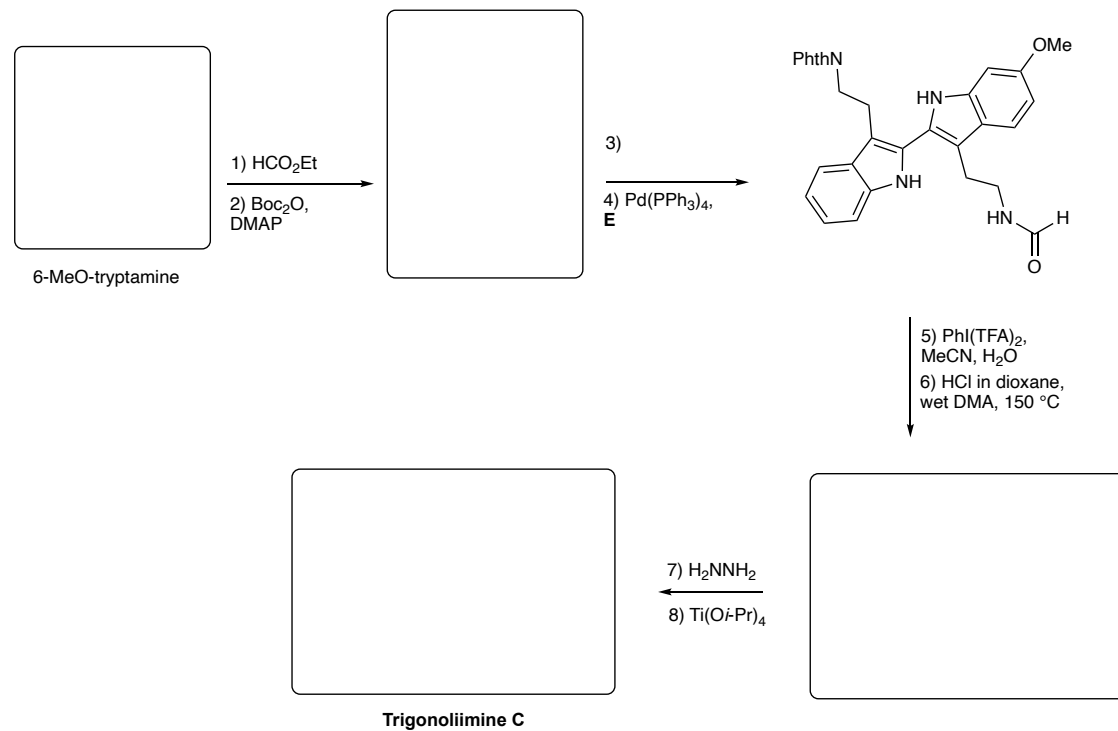 6-MeO-tryptamine
1) HCO2Et
2) Boc2O,
DMAP
3)
4) Pd(PPh3)4,
E
PhthN
OMe
HN
NH
HN
H
O
5) PhI(TFA)2,
MeCN, H2O
6) HCl in dioxane,
wet DMA, 150 °C
7) H2NNH2
8) Ti(Oi-Pr)4
Trigonoliimine C